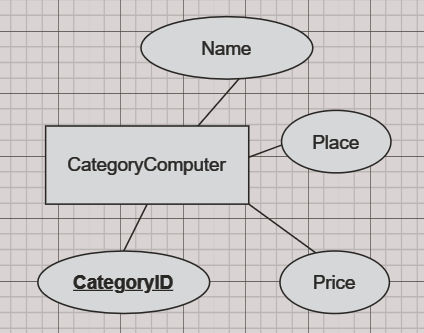 Name
Place
CategoryComputer
CategoryID
Price